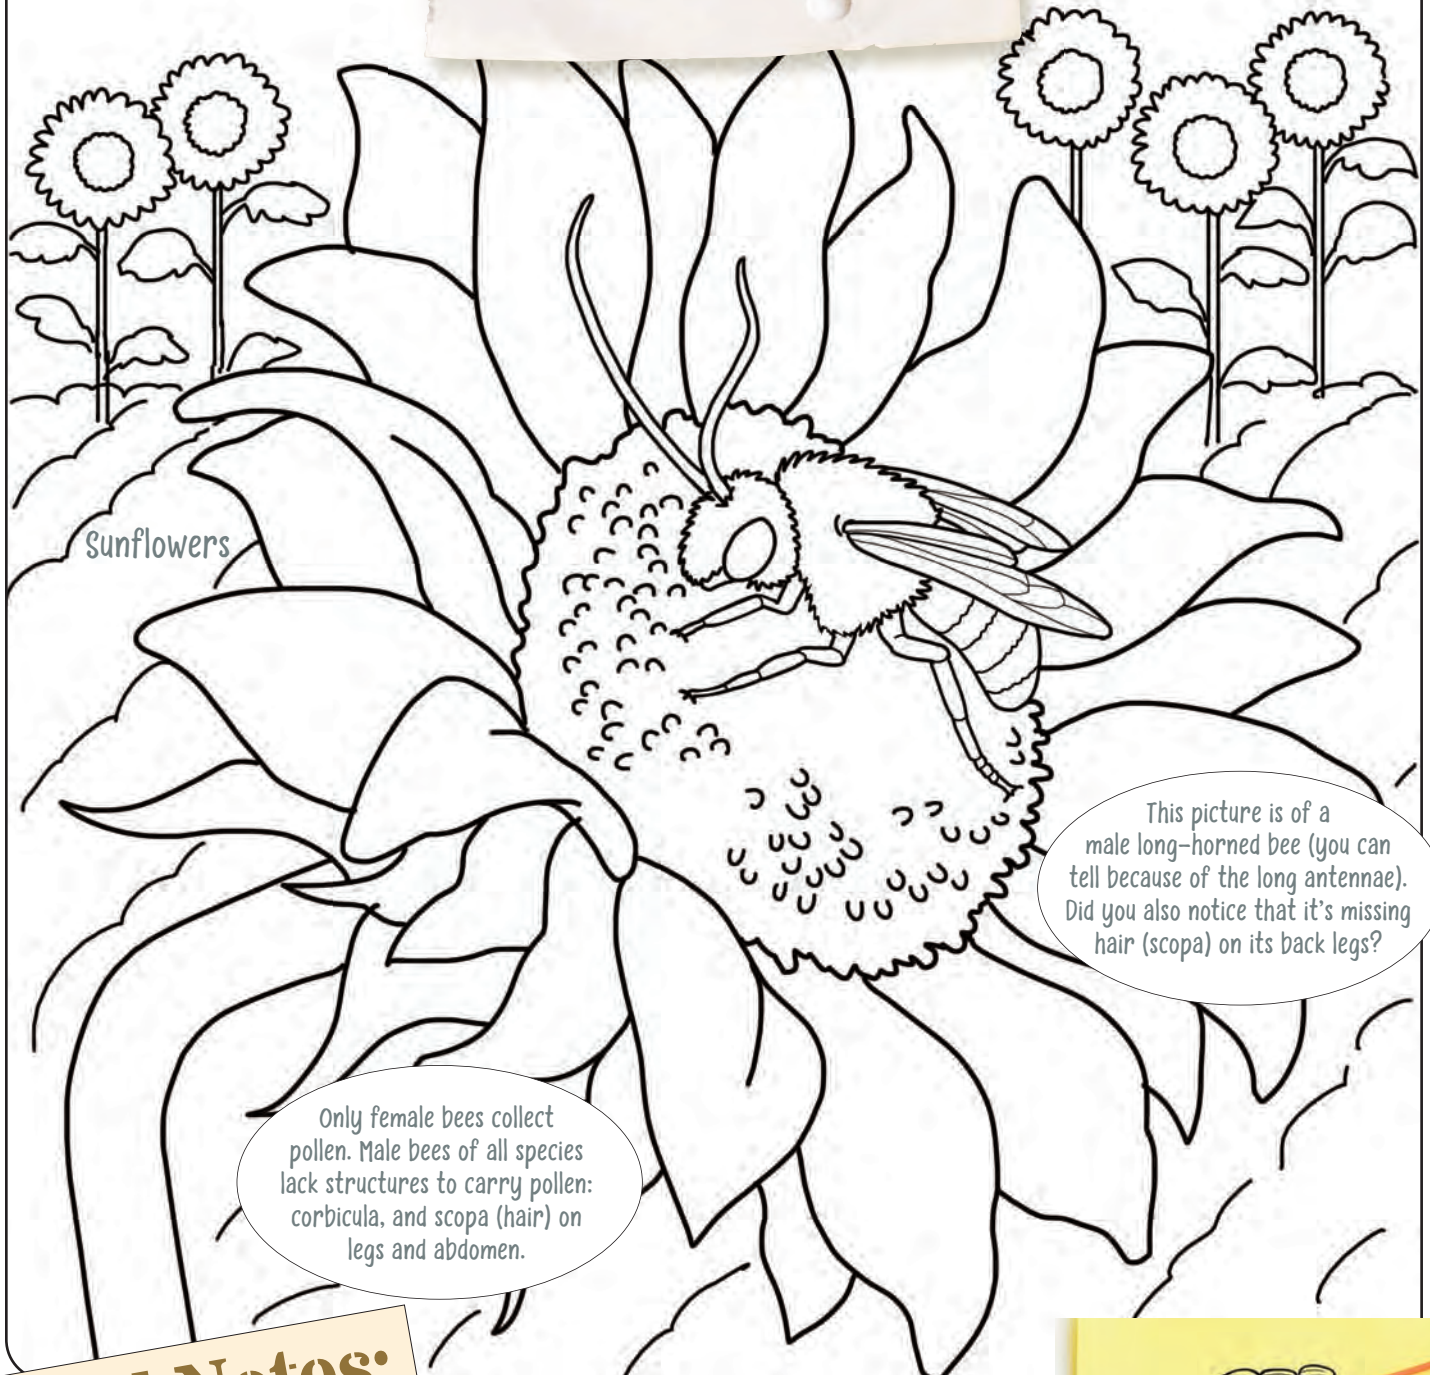 Sunflowers
This picture is of a
male long-horned bee (you can
tell because of the long antennae).
Did you also notice that it's missing
hair (scopa) on its back legs?
Only female bees collect
pollen. Male bees of all species
lack structures to carry pollen:
corbicula, and scopa (hair) on
legs and abdomen.
Notes: